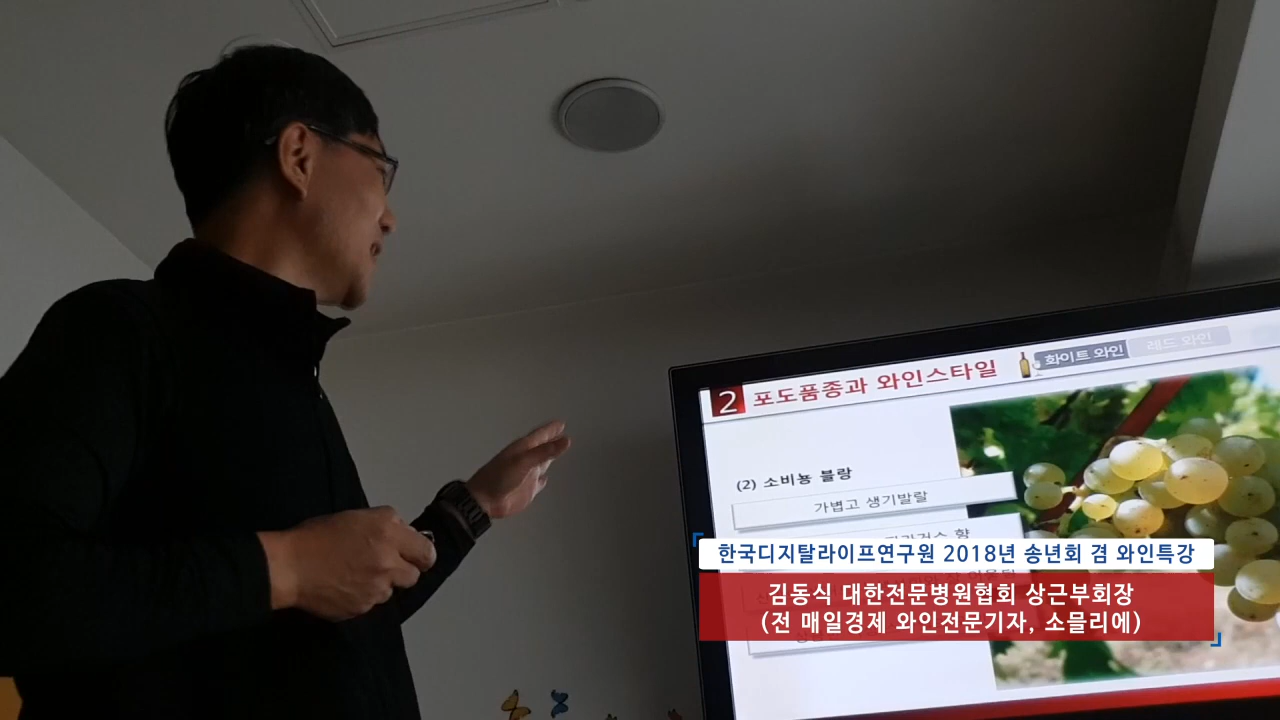 2 포도품종과 와인스타일
화이트 와인
레드 와인
(2) 소비뇽 블랑
가볍고 생기발랄
향
한국디지탈라이프연구원 2018년 송년회 겸 와인특강
김동식 대한전문병원협회 상근부회장
(전 매일경제 와인전문기자, 소믈리에)